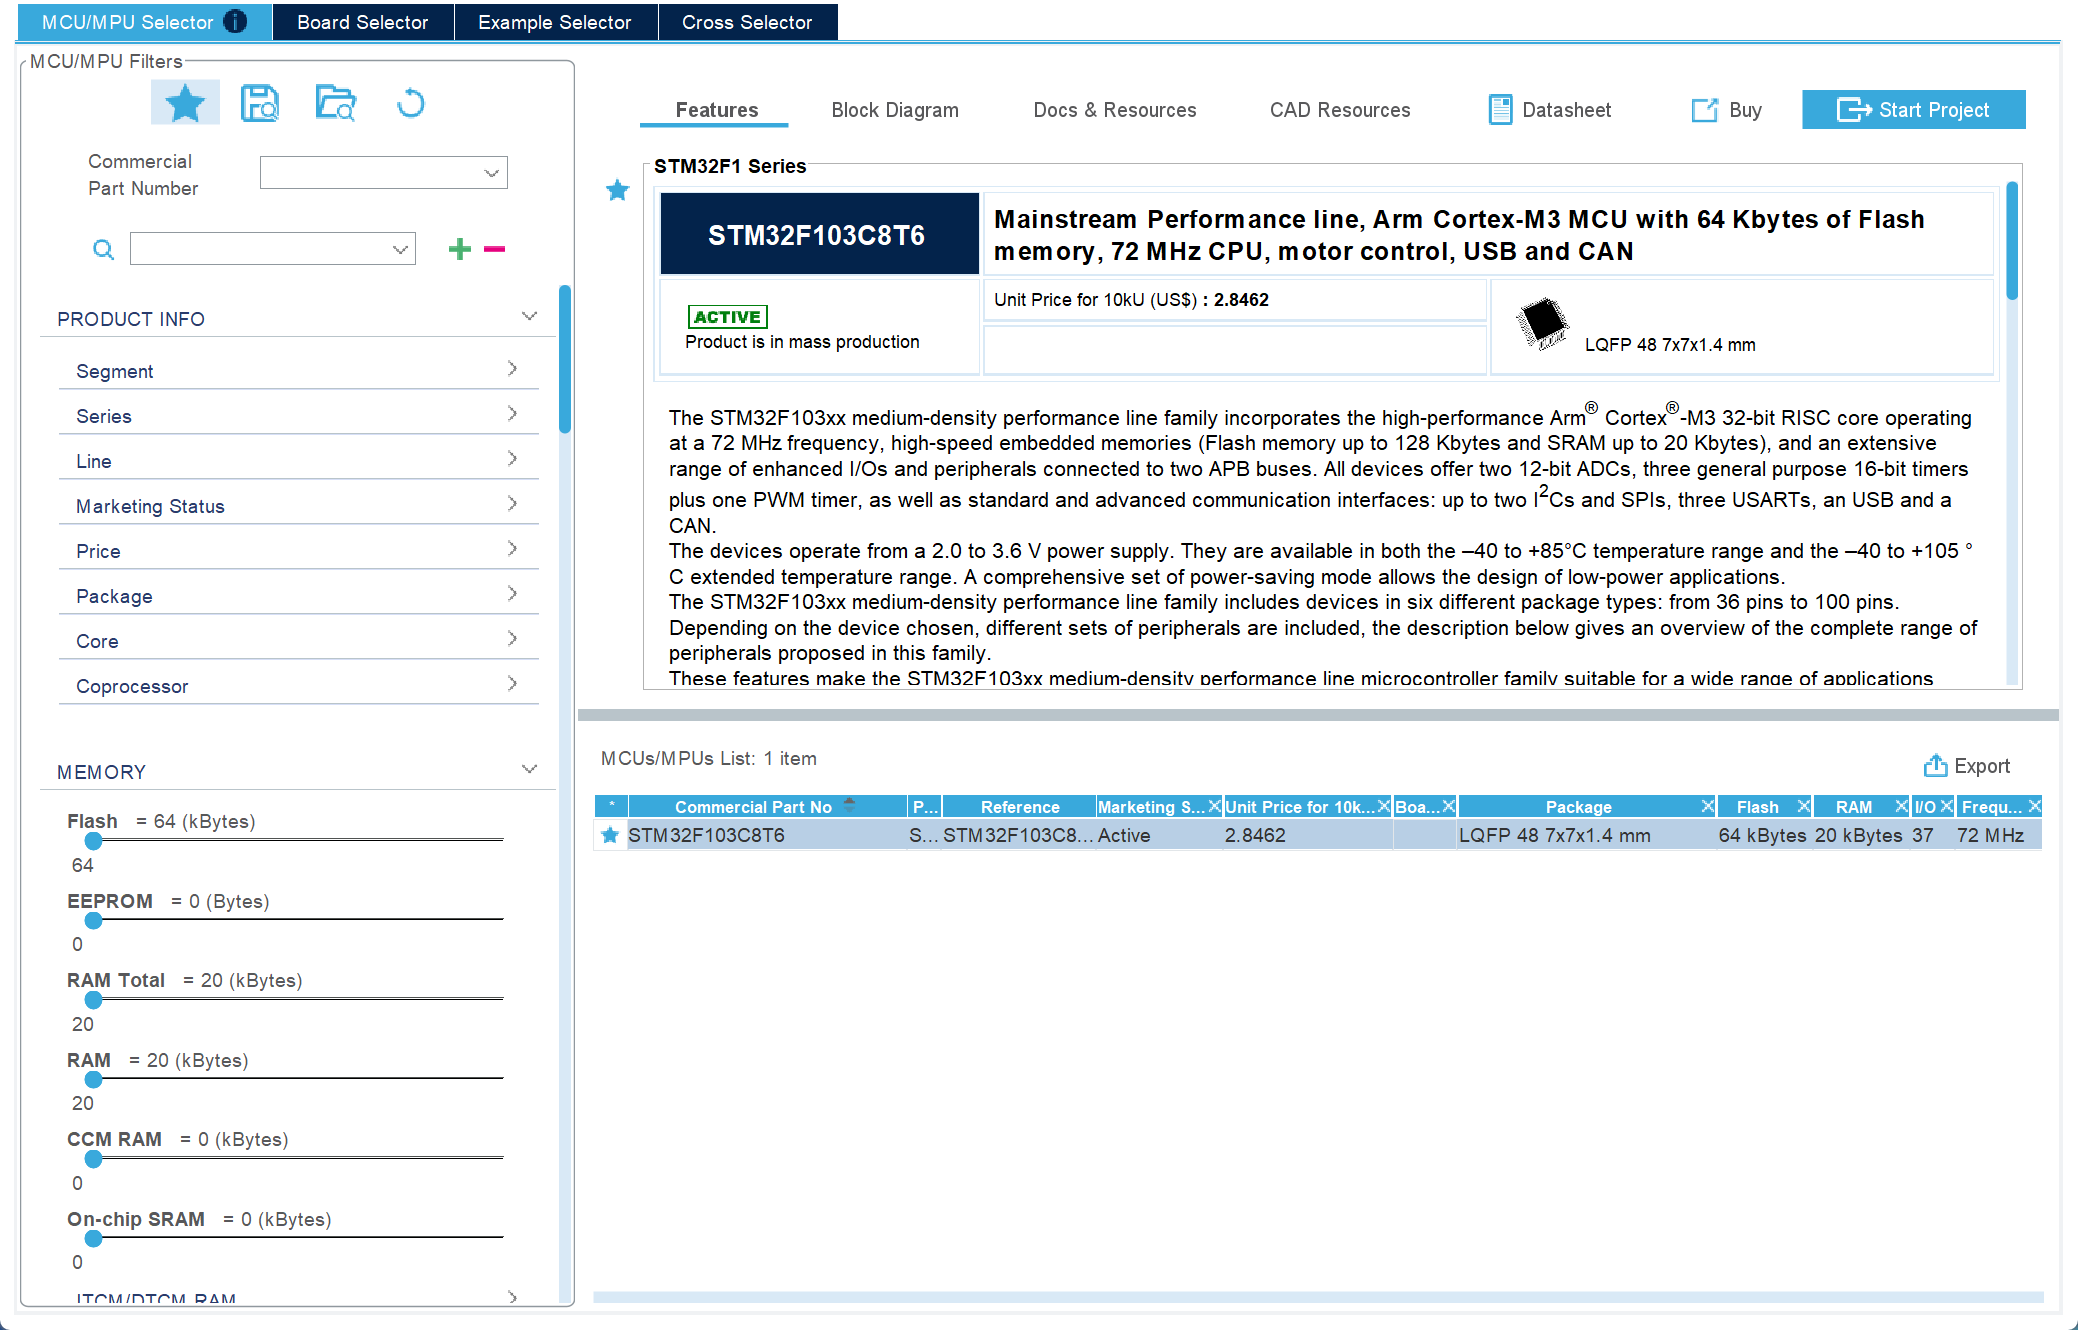 MCU/MPU Selector
Board Selector
Example Selector
Cross Selector
MCU/MPU Filters
Commercial
Part Number
PRODUCT INFO
Segment
Series
Line
Marketing Status
Price
Package
Core
Coprocessor
MEMORY
Flash = 64 (kBytes)
64
EEPROM = 0 (Bytes)
0
RAM Total = 20 (kBytes)
20
RAM = 20 (kBytes)
20
CCM RAM = 0 (kBytes)
0
On-chip SRAM = 0 (kBytes)
0
ITCM/DTCM RAM
Features
Block Diagram
Docs & Resources
CAD Resources
Datasheet
Buy
Start Project
STM32F1 Series
STM32F103C8T6
Mainstream Performance line, Arm Cortex-M3 MCU with 64 Kbytes of Flash
memory, 72 MHz CPU, motor control, USB and CAN
ACTIVE
Product is in mass production
Unit Price for 10kU (US$) : 2.8462
LQFP 48 7x7x1.4 mm
The STM32F103xx medium-density performance line family incorporates the high-performance Arm® Cortex®-M3 32-bit RISC core operating
at a 72 MHz frequency, high-speed embedded memories (Flash memory up to 128 Kbytes and SRAM up to 20 Kbytes), and an extensive
range of enhanced I/Os and peripherals connected to two APB buses. All devices offer two 12-bit ADCs, three general purpose 16-bit timers
plus one PWM timer, as well as standard and advanced communication interfaces: up to two I²Cs and SPIs, three USARTs, an USB and a
CAN.
The devices operate from a 2.0 to 3.6 V power supply. They are available in both the –40 to +85°C temperature range and the –40 to +105 °
C extended temperature range. A comprehensive set of power-saving mode allows the design of low-power applications.
The STM32F103xx medium-density performance line family includes devices in six different package types: from 36 pins to 100 pins.
Depending on the device chosen, different sets of peripherals are included, the description below gives an overview of the complete range of
peripherals proposed in this family.
These features make the STM32F103xx medium-density performance line microcontroller family suitable for a wide range of applications
MCUs/MPUs List: 1 item
Export
* Commercial Part No P... Reference Marketing S... Unit Price for 10k... Boa... Package Flash RAM I/O Frequ...
STM32F103C8T6 S... STM32F103C8... Active 2.8462 LQFP 48 7x7x1.4 mm 64 kBytes 20 kBytes 37 72 MHz